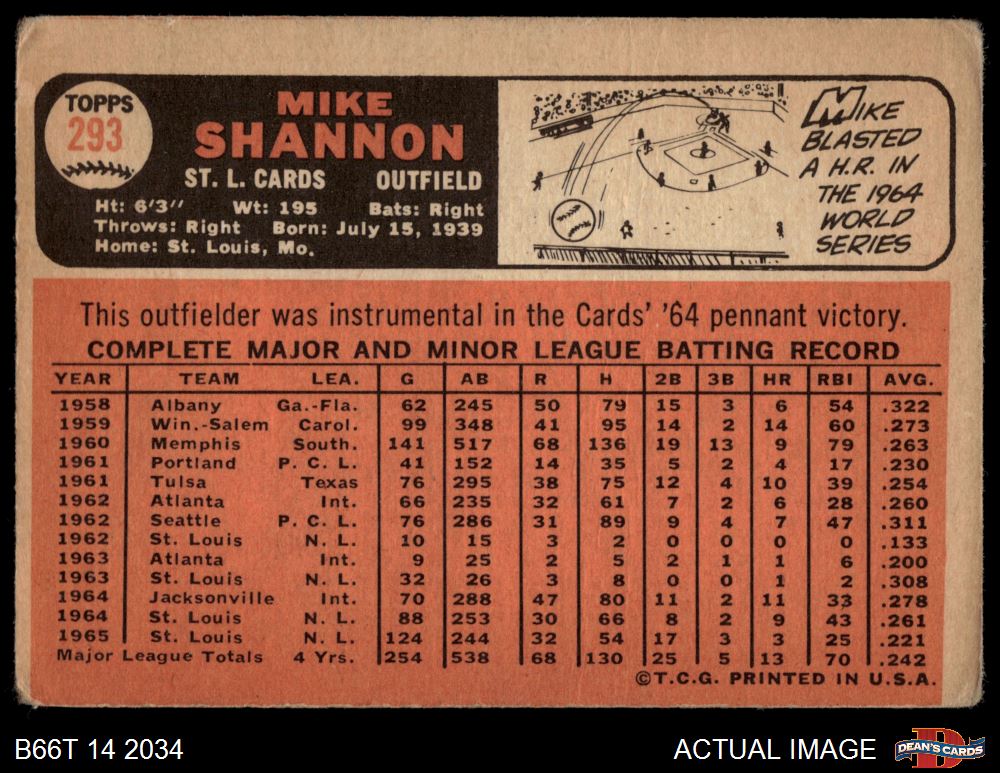 TOPPS
293
MIKE
SHANNON
ST. L. CARDS OUTFIELD
Ht: 6'3" Wt: 195 Bats: Right
Throws: Right Born: July 15, 1939
Home: St. Louis, Mo.
MIKE
BLASTED
A H.R. IN
THE 1964
WORLD
SERIES
This outfielder was instrumental in the Cards' '64 pennant victory.
COMPLETE MAJOR AND MINOR LEAGUE BATTING RECORD
YEAR TEAM LEA. G AB R H 2B 3B HR RBI AVG.
1958 Albany Ga.-Fla. 62 245 50 79 15 3 6 54 .322
1959 Win.-Salem Carol. 99 348 41 95 14 2 14 60 .273
1960 Memphis South. 141 517 68 136 19 13 9 79 .263
1961 Portland P. C. L. 41 152 14 35 5 2 4 17 .230
1961 Tulsa Texas 76 295 38 75 12 4 10 39 .254
1962 Atlanta Int. 66 235 32 61 7 2 6 28 .260
1962 Seattle P. C. L. 76 286 31 89 9 4 7 47 .311
1962 St. Louis N. L. 10 15 3 2 0 0 0 0 .133
1963 Atlanta Int. 9 25 2 5 2 1 1 6 .200
1963 St. Louis N. L. 32 26 3 8 0 0 1 2 .308
1964 Jacksonville Int. 70 288 47 80 11 2 11 33 .278
1964 St. Louis N. L. 88 253 30 66 8 2 9 43 .261
1965 St. Louis N. L. 124 244 32 54 17 3 3 25 .221
Major League Totals 4 Yrs. 254 538 68 130 25 5 13 70 .242
©T.C.G. PRINTED IN U.S.A.
B66T 14 2034
ACTUAL IMAGE
D
DEAN'S CARDS